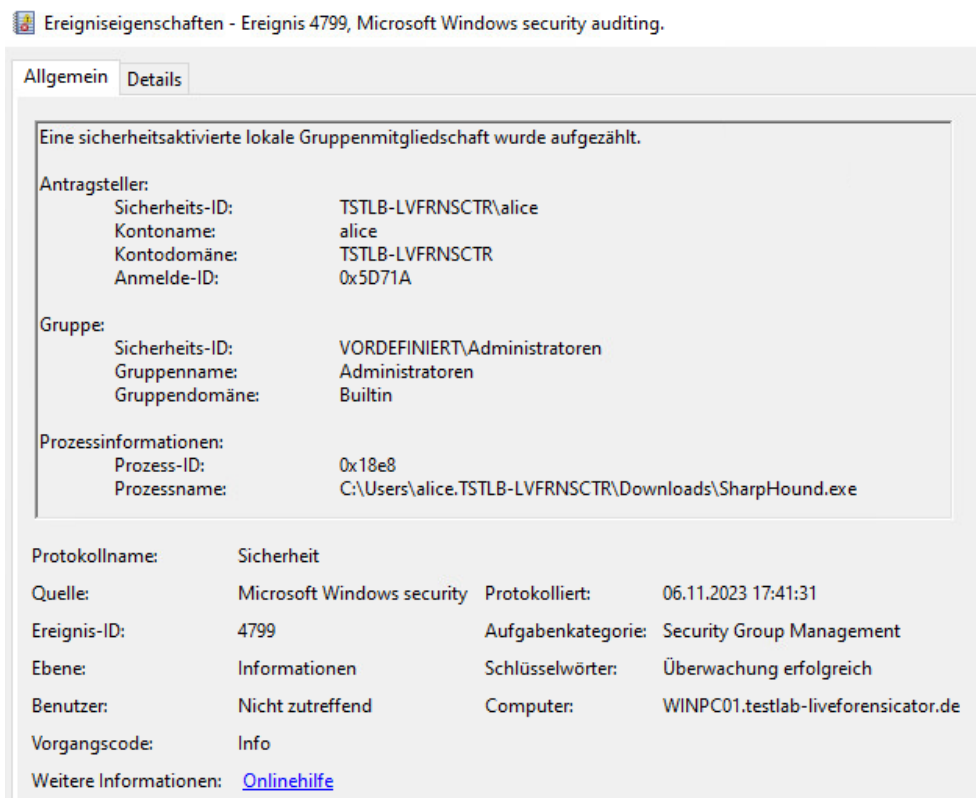 Ereigniseigenschaften - Ereignis 4799, Microsoft Windows security auditing.
Allgemein Details
Eine sicherheitsaktivierte lokale Gruppenmitgliedschaft wurde aufgezählt.
Antragsteller:
Sicherheits-ID: TSTLB-LVFRNSCTR\alice
Kontoname: alice
Kontodomäne: TSTLB-LVFRNSCTR
Anmelde-ID: 0x5D71A
Gruppe:
Sicherheits-ID: VORDEFINIERT\Administratoren
Gruppenname: Administratoren
Gruppendomäne: Builtin
Prozessinformationen:
Prozess-ID: 0x18e8
Prozessname: C:\Users\alice.TSTLB-LVFRNSCTR\Downloads\SharpHound.exe
Protokollname: Sicherheit
Quelle: Microsoft Windows security Protokolliert: 06.11.2023 17:41:31
Ereignis-ID: 4799 Aufgabenkategorie: Security Group Management
Ebene: Informationen Schlüsselwörter: Überwachung erfolgreich
Benutzer: Nicht zutreffend Computer: WINPC01.testlab-liveforensicator.de
Vorgangscode: Info
Weitere Informationen: Onlinehilfe